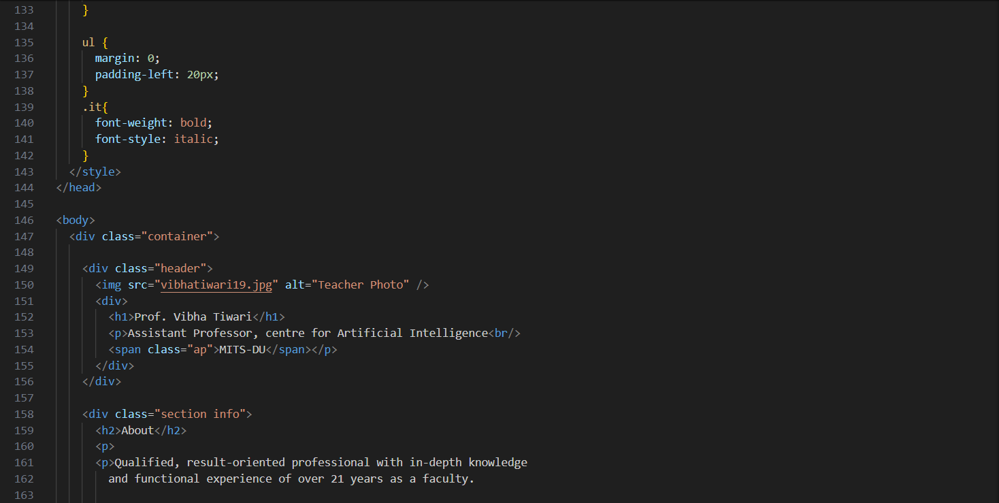 133         }
134
135         ul {
136           margin: 0;
137           padding-left: 20px;
138         }
139         .it{
140           font-weight: bold;
141           font-style: italic;
142         }
143       </style>
144     </head>
145
146     <body>
147       <div class="container">
148
149         <div class="header">
150           <img src="vibhatiwari19.jpg" alt="Teacher Photo" />
151           <div>
152             <h1>Prof. Vibha Tiwari</h1>
153             <p>Assistant Professor, centre for Artificial Intelligence<br/>
154             <span class="ap">MITS-DU</span></p>
155           </div>
156         </div>
157
158         <div class="section info">
159           <h2>About</h2>
160           <p>
161           <p>Qualified, result-oriented professional with in-depth knowledge
162             and functional experience of over 21 years as a faculty.
163